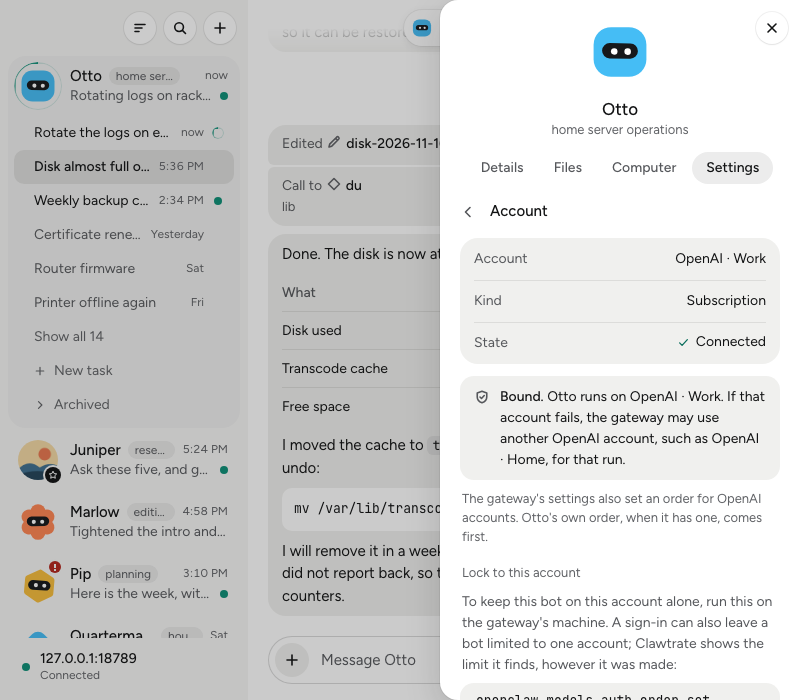 Otto home ser... now
Rotating logs on rack...
Rotate the logs on e... now
Disk almost full o... 5:36 PM
Weekly backup c... 2:34 PM
Certificate rene... Yesterday
Router firmware Sat
Printer offline again Fri
Show all 14
+ New task
Archived
Juniper rese... 5:24 PM
Ask these five, and g...
Marlow editi... 4:58 PM
Tightened the intro and...
Pip planning 3:10 PM
Here is the week, wit...
Quarterma hou Sat
127.0.0.1:18789
Connected
so it can be restor
Edited disk-2026-11-1
Call to du
lib
Done. The disk is now at
What
Disk used
Transcode cache
Free space
I moved the cache to
undo:
mv /var/lib/transco
I will remove it in a week
did not report back, so t
counters.
Message Otto
Otto
home server operations
Details Files Computer Settings
Account
Account OpenAI · Work
Kind Subscription
State Connected
Bound. Otto runs on OpenAI · Work. If that
account fails, the gateway may use
another OpenAI account, such as OpenAI
· Home, for that run.
The gateway's settings also set an order for OpenAI
accounts. Otto's own order, when it has one, comes
first.
Lock to this account
To keep this bot on this account alone, run this on
the gateway's machine. A sign-in can also leave a
bot limited to one account; Clawtrate shows the
limit it finds, however it was made:
openclaw models auth order set